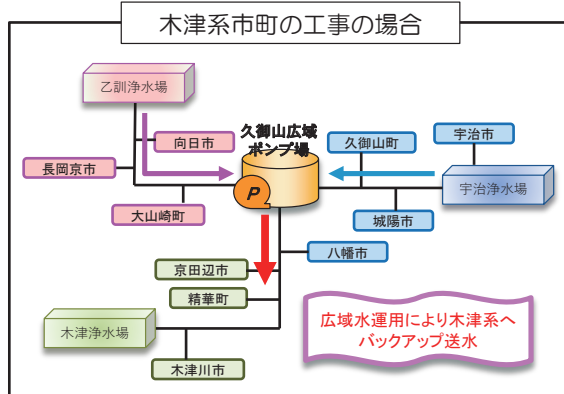 木津系市町の工事の場合
乙訓浄水場
久御山広域
ポンプ場
向日市
久御山町
宇治市
長岡京市
宇治浄水場
P
大山崎町
城陽市
八幡市
京田辺市
精華町
木津浄水場
木津川市
広域水運用により木津系へ
バックアップ送水